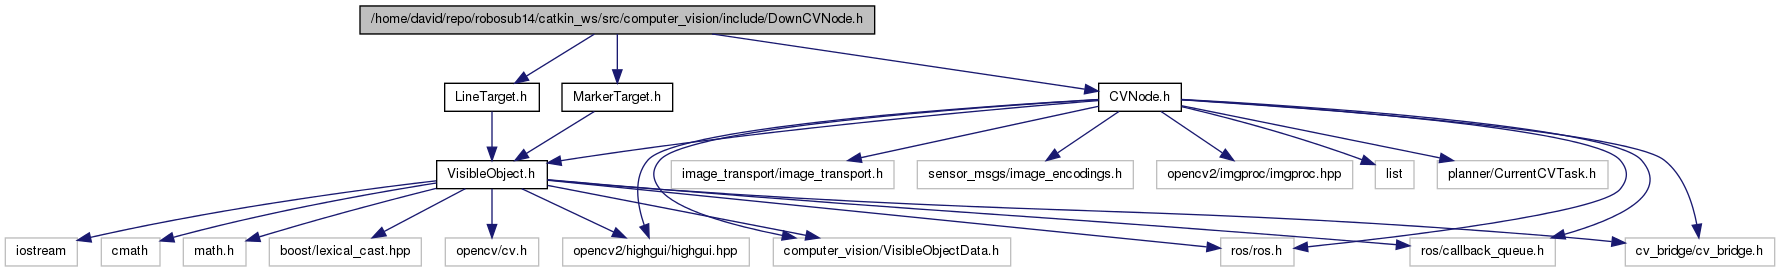 /home/david/repo/robosub14/catkin_ws/src/computer_vision/include/DownCVNode.h
LineTarget.h
MarkerTarget.h
CVNode.h
VisibleObject.h
image_transport/image_transport.h
sensor_msgs/image_encodings.h
opencv2/imgproc/imgproc.hpp
list
planner/CurrentCVTask.h
iostream
cmath
math.h
boost/lexical_cast.hpp
opencv/cv.h
opencv2/highgui/highgui.hpp
computer_vision/VisibleObjectData.h
ros/ros.h
ros/callback_queue.h
cv_bridge/cv_bridge.h